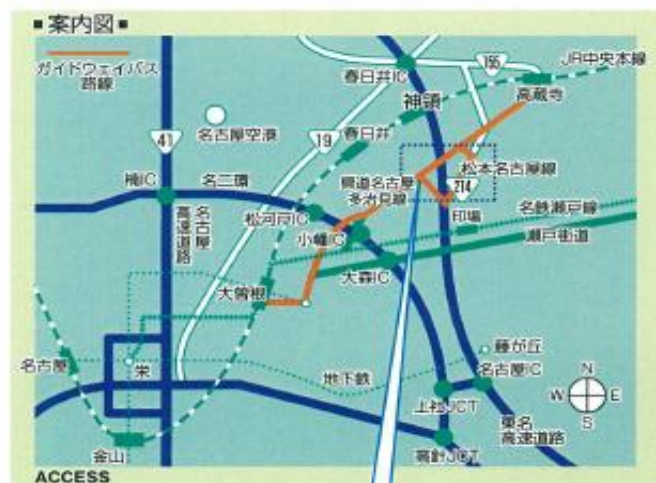 ▪案内図▪
ガイドウェイバス
路線
155
JR中央本線
春日井IC
高蔵寺
神領
41
名古屋空港
19
春日井
松本名古屋線
県道名古屋
多治見線
214
楠IC
名二環
松河戸IC
印場
名鉄瀬戸線
小幡IC
瀬戸街道
名古屋
高速道路
大森IC
大曽根
藤が丘
名古屋
栄
地下鉄
名古屋IC
N
W
E
S
上社JCT
東名
高速道路
金山
高針JCT
ACCESS